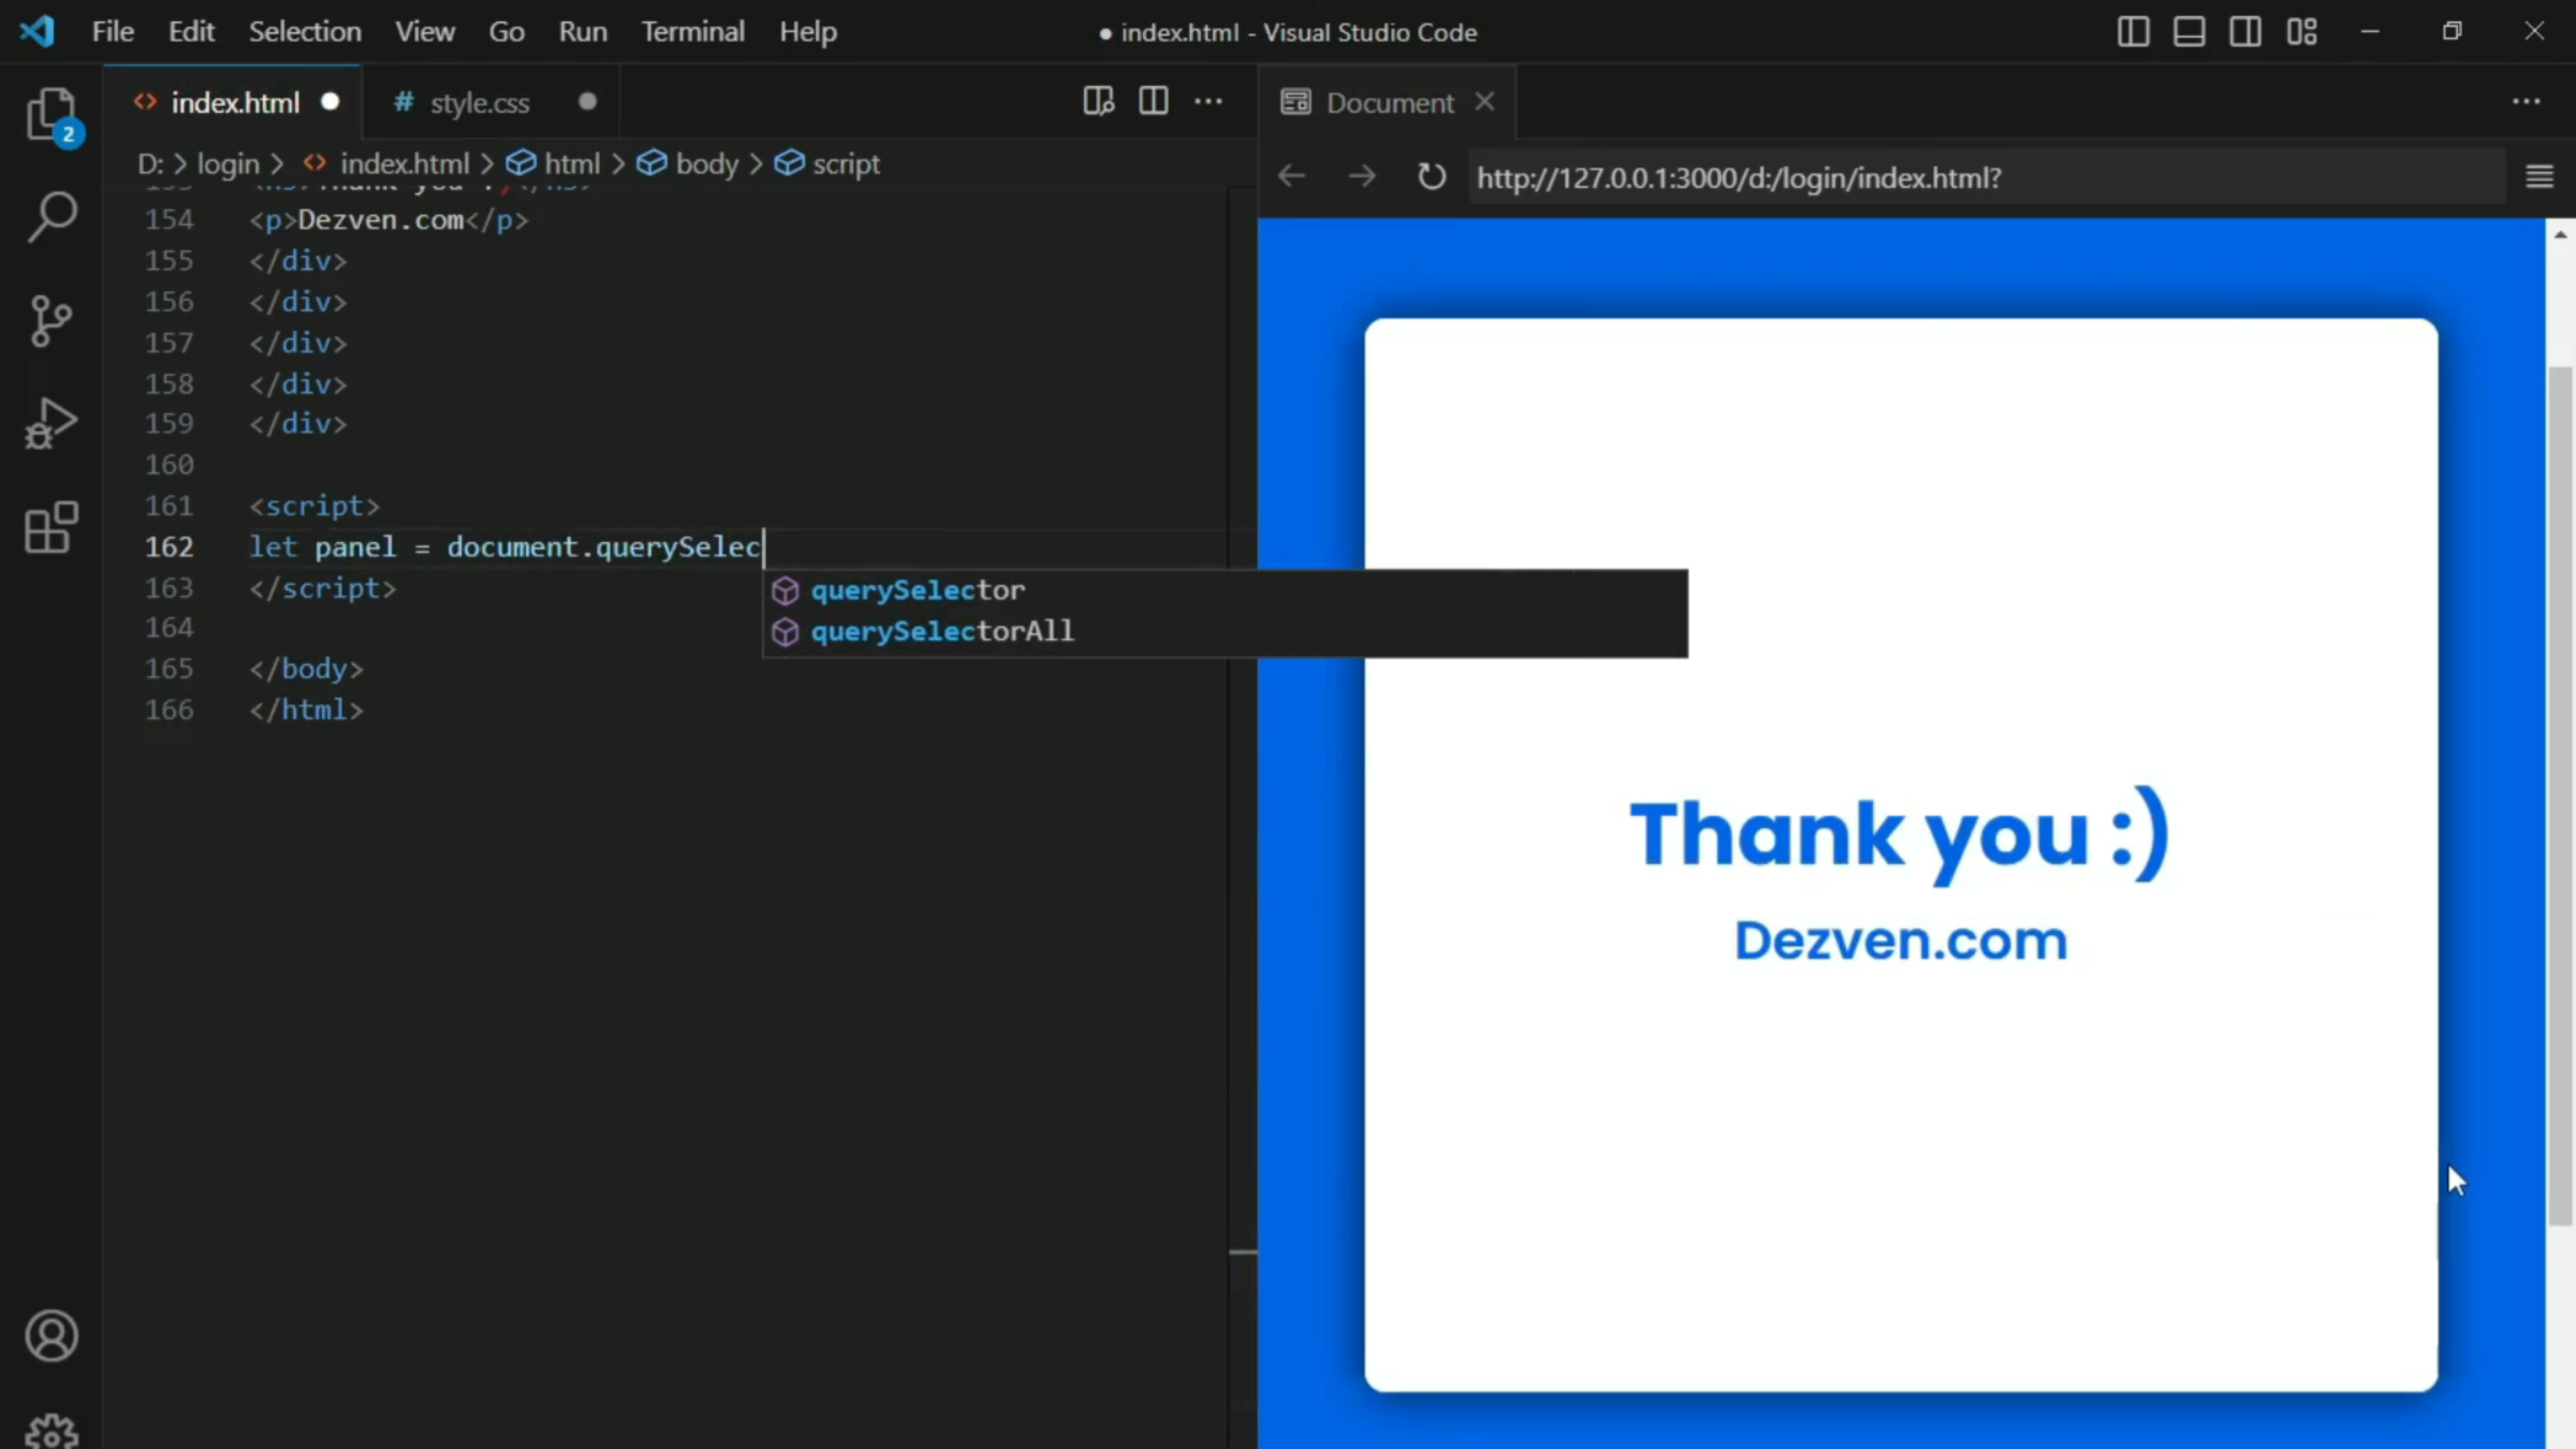 File Edit Selection View Go Run Terminal Help
● index.html - Visual Studio Code
index.html
# style.css
Document
2
D: > login > index.html > html > body > script
http://127.0.0.1:3000/d:/login/index.html?
154 <p>Dezven.com</p>
155 </div>
156 </div>
157 </div>
158 </div>
159 </div>
160
161 <script>
162 let panel = document.querySelec
querySelector
querySelectorAll
163 </script>
164
165 </body>
166 </html>
Thank you :)
Dezven.com